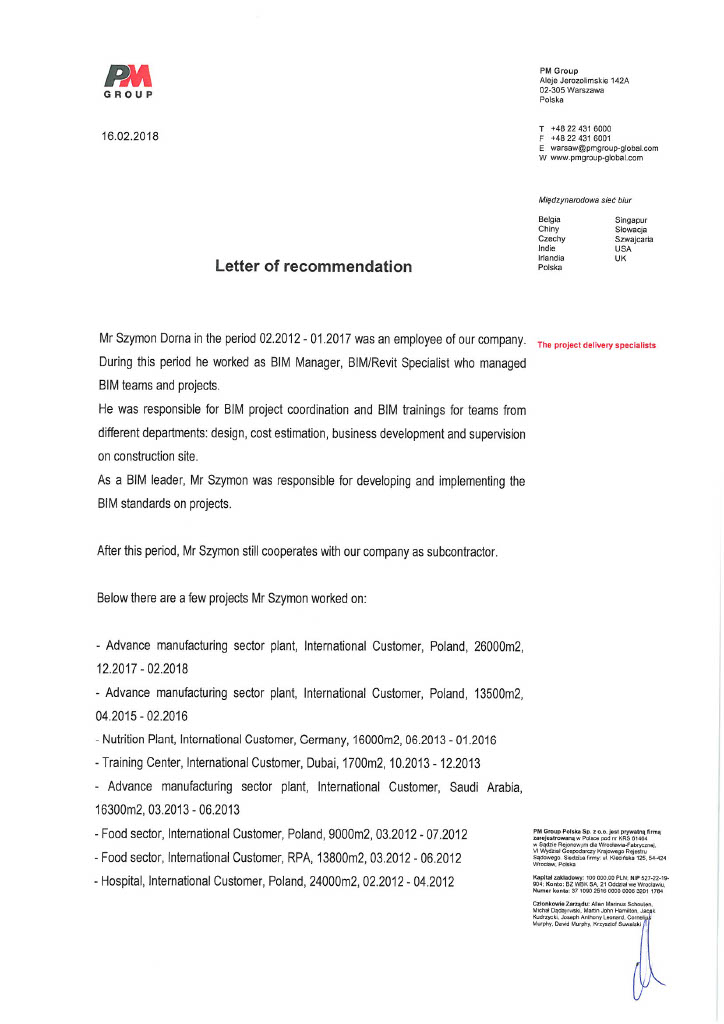 PM
GROUP
16.02.2018
PM Group
Aleje Jerozolimskie 142A
02-305 Warszawa
Polska
T +48 22 431 6000
F +48 22 431 6001
E warsaw@pmgroup-global.com
W www.pmgroup-global.com
Międzynarodowa sieć biur
Belgia
Chiny
Czechy
Indie
Irlandia
Polska
Singapur
Słowacja
Szwajcaria
USA
UK
Letter of recommendation
The project delivery specialists
Mr Szymon Dorna in the period 02.2012 - 01.2017 was an employee of our company.
During this period he worked as BIM Manager, BIM/Revit Specialist who managed
BIM teams and projects.
He was responsible for BIM project coordination and BIM trainings for teams from
different departments: design, cost estimation, business development and supervision
on construction site.
As a BIM leader, Mr Szymon was responsible for developing and implementing the
BIM standards on projects.
After this period, Mr Szymon still cooperates with our company as subcontractor.
Below there are a few projects Mr Szymon worked on:
- Advance manufacturing sector plant, International Customer, Poland, 26000m2,
12.2017 - 02.2018
- Advance manufacturing sector plant, International Customer, Poland, 13500m2,
04.2015 - 02.2016
- Nutrition Plant, International Customer, Germany, 16000m2, 06.2013 - 01.2016
- Training Center, International Customer, Dubai, 1700m2, 10.2013 - 12.2013
- Advance manufacturing sector plant, International Customer, Saudi Arabia,
16300m2, 03.2013 - 06.2013
- Food sector, International Customer, Poland, 9000m2, 03.2012 - 07.2012
- Food sector, International Customer, RPA, 13800m2, 03.2012 - 06.2012
- Hospital, International Customer, Poland, 24000m2, 02.2012 - 04.2012
PM Group Polska Sp. z o.o. jest prywatną firmą
zarejestrowaną w Polsce pod nr KRS 51404
w Sądzie Rejonowym dla Wrocławia-Fabrycznej,
VI Wydział Gospodarczy Krajowego Rejestru
Sądowego. Siedziba firmy: ul. Klecińska 125, 54-424
Wrocław, Polska
Kapitał zakładowy: 100 000,00 PLN; NIP 527-22-19-
904; Konto: BZ WBK SA, 21 Oddział we Wrocławiu,
Numer konta: 37 1090 2516 0000 0006 3201 1784
Członkowie Zarządu: Allen Marinus Schouten,
Michał Martin John Hamilton, Jacek
Kudrzycki, Joseph Anthony Leonard, Cornelius
Murphy, David Murphy, Krzysztof Suwalski